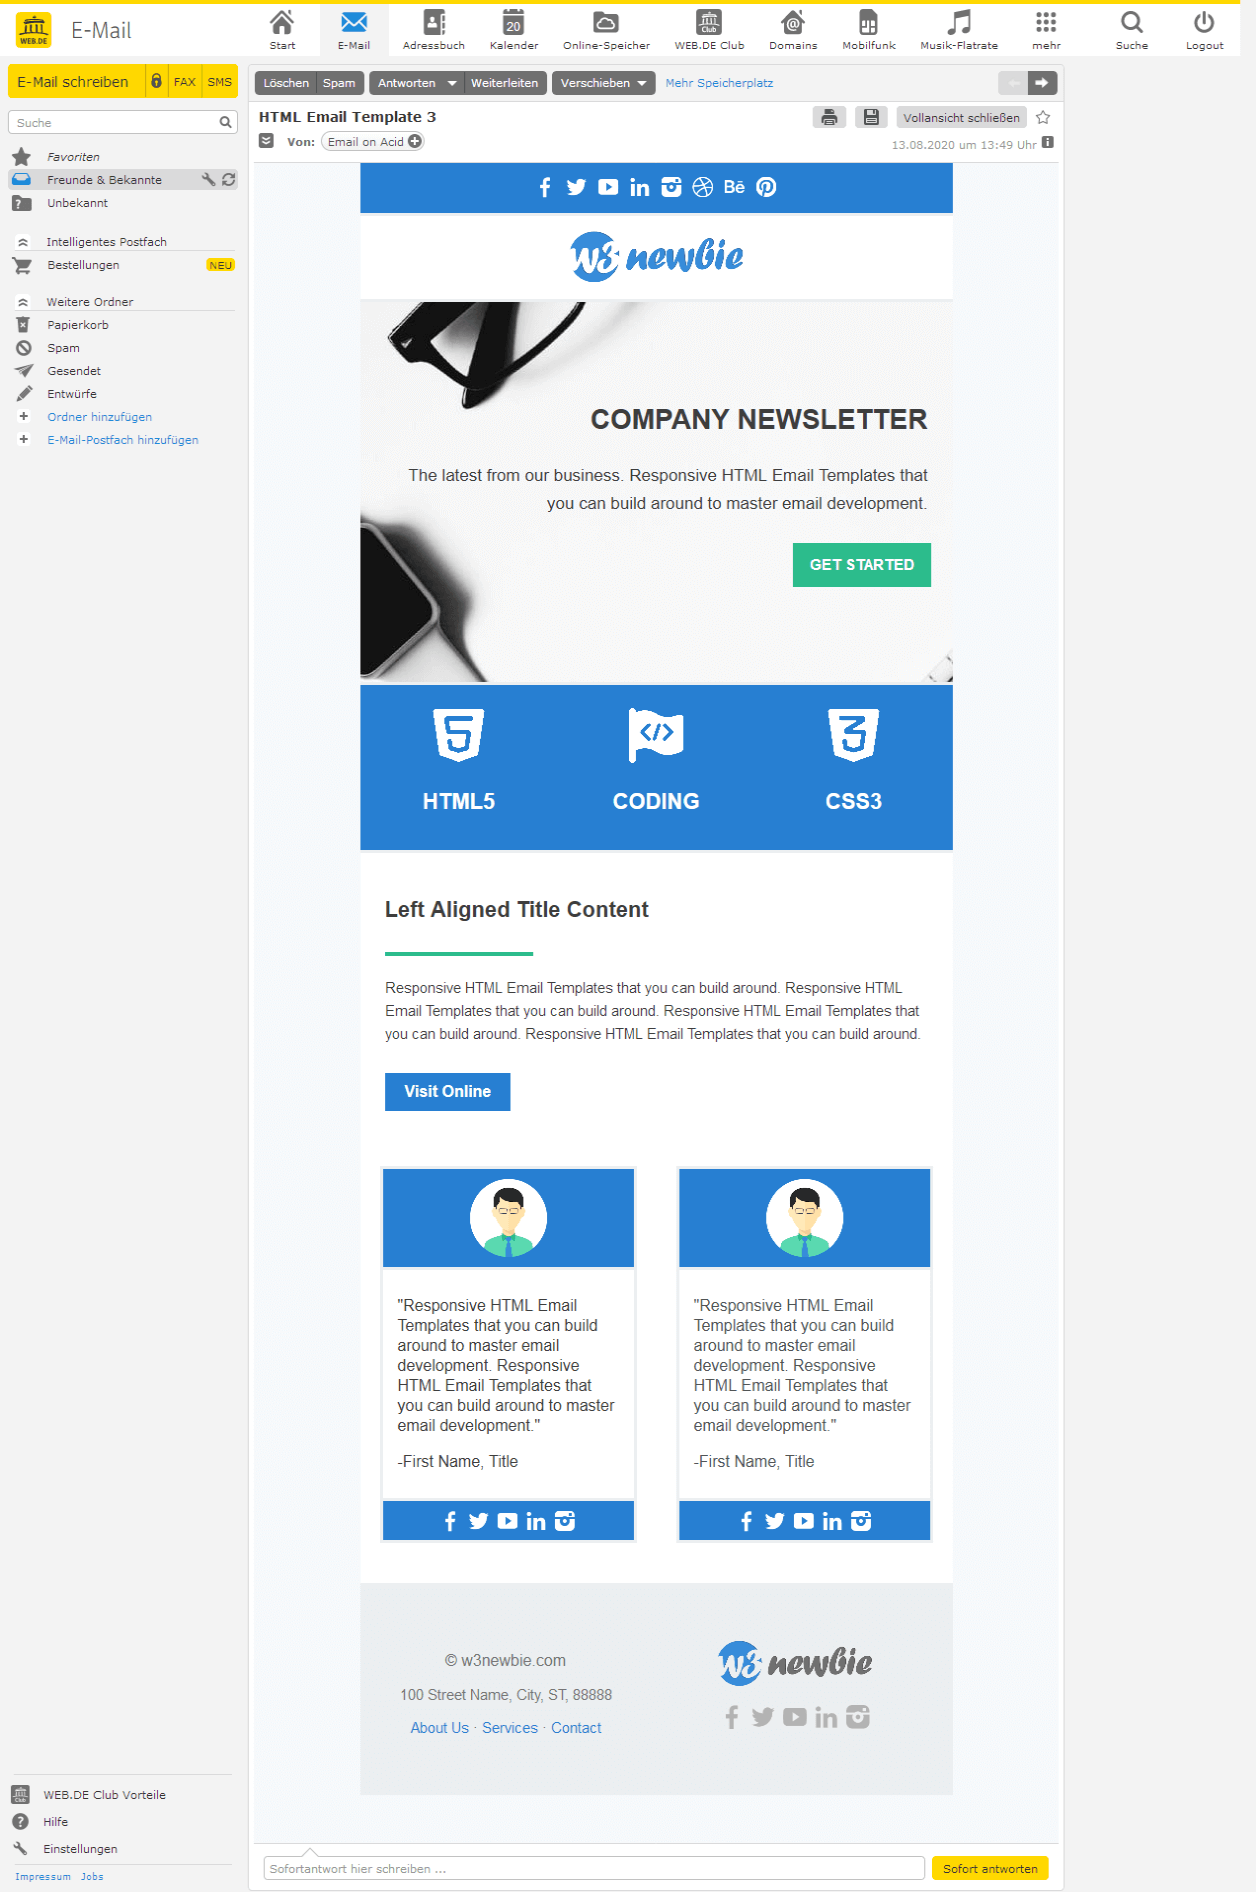 WEB.DE
E-Mail
Start
E-Mail
Adressbuch
20
Kalender
Online-Speicher
Club
WEB.DE Club
Domains
Mobilfunk
Musik-Flatrate
mehr
Suche
Logout
E-Mail schreiben
FAX
SMS
Suche
Favoriten
Freunde & Bekannte
Unbekannt
Intelligentes Postfach
Bestellungen
NEU
Weitere Ordner
Papierkorb
Spam
Gesendet
Entwürfe
Ordner hinzufügen
E-Mail-Postfach hinzufügen
Löschen
Spam
Antworten
Weiterleiten
Verschieben
Mehr Speicherplatz
HTML Email Template 3
Vollansicht schließen
Von: Email on Acid
13.08.2020 um 13:49 Uhr
Bē
w3 newbie
COMPANY NEWSLETTER
The latest from our business. Responsive HTML Email Templates that
you can build around to master email development.
GET STARTED
HTML5
CODING
CSS3
Left Aligned Title Content
Responsive HTML Email Templates that you can build around. Responsive HTML
Email Templates that you can build around. Responsive HTML Email Templates that
you can build around. Responsive HTML Email Templates that you can build around.
Visit Online
"Responsive HTML Email
Templates that you can build
around to master email
development. Responsive
HTML Email Templates that
you can build around to master
email development."
-First Name, Title
"Responsive HTML Email
Templates that you can build
around to master email
development. Responsive
HTML Email Templates that
you can build around to master
email development."
-First Name, Title
© w3newbie.com
100 Street Name, City, ST, 88888
About Us · Services · Contact
w3 newbie
Club
WEB.DE Club Vorteile
Hilfe
Einstellungen
Impressum Jobs
Sofortantwort hier schreiben ...
Sofort antworten